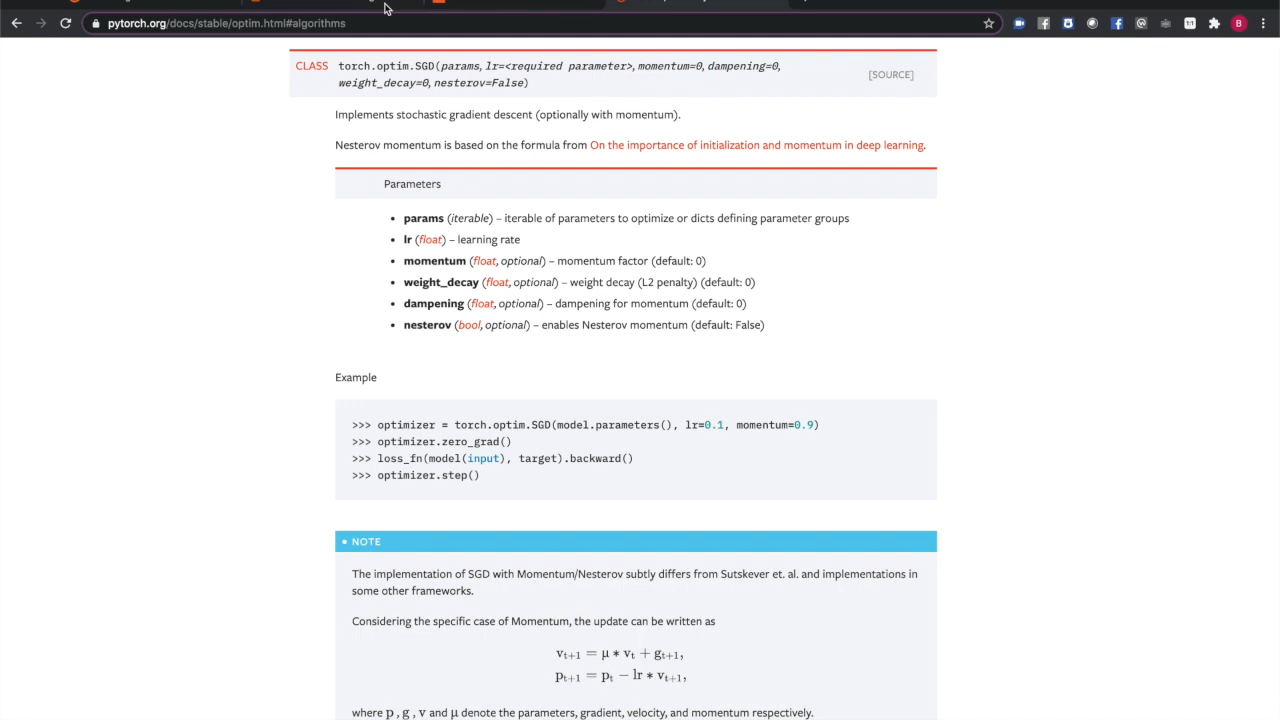 pytorch.org/docs/stable/optim.html#algorithms
1:1
B
CLASS torch.optim.SGD(params, lr=<required parameter>, momentum=0, dampening=0,
weight_decay=0, nesterov=False)
[SOURCE]
Implements stochastic gradient descent (optionally with momentum).
Nesterov momentum is based on the formula from On the importance of initialization and momentum in deep learning.
Parameters
• params (iterable) – iterable of parameters to optimize or dicts defining parameter groups
• lr (float) – learning rate
• momentum (float, optional) – momentum factor (default: 0)
• weight_decay (float, optional) – weight decay (L2 penalty) (default: 0)
• dampening (float, optional) – dampening for momentum (default: 0)
• nesterov (bool, optional) – enables Nesterov momentum (default: False)
Example
>>> optimizer = torch.optim.SGD(model.parameters(), lr=0.1, momentum=0.9)
>>> optimizer.zero_grad()
>>> loss_fn(model(input), target).backward()
>>> optimizer.step()
• NOTE
The implementation of SGD with Momentum/Nesterov subtly differs from Sutskever et. al. and implementations in
some other frameworks.
Considering the specific case of Momentum, the update can be written as
v_{t+1} = μ ∗ v_t + g_{t+1},
p_{t+1} = p_t − lr ∗ v_{t+1},
where p , g , v and μ denote the parameters, gradient, velocity, and momentum respectively.